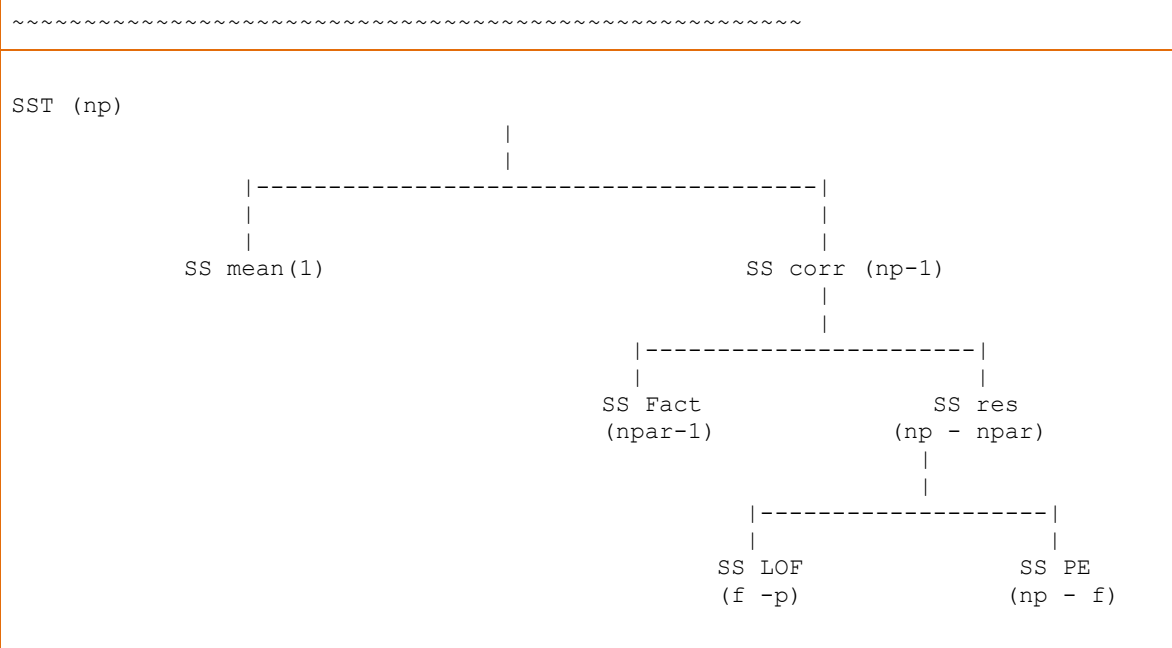 ~~~~~~~~~~~~~~~~~~~~~~~~~~~~~~~~~~~~~~~~~~~~~~~~~~~~~~~
SST (np)
|
|
|---------------------------------------|
| |
| |
SS mean(1) SS corr (np-1)
|
|
|-----------------------|
| |
SS Fact SS res
(npar-1) (np - npar)
|
|
|--------------------|
| |
SS LOF SS PE
(f -p) (np - f)